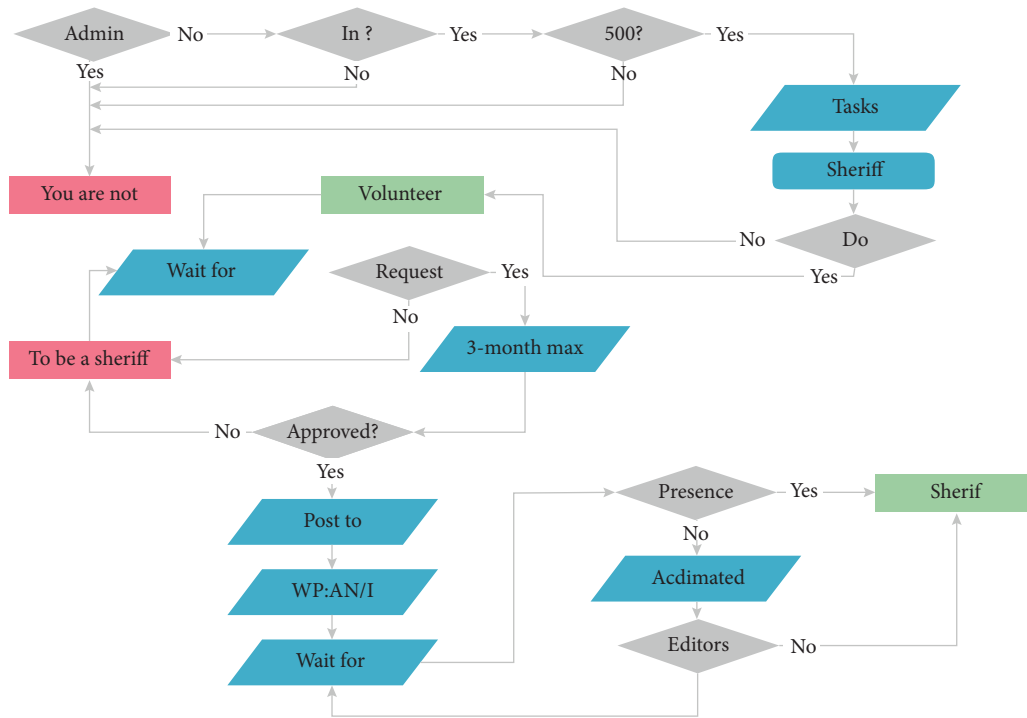 Admin
No
In ?
Yes
500?
Yes
Yes
No
No
Tasks
Sheriff
You are not
Volunteer
No
Do
Wait for
Request
Yes
Yes
No
To be a sheriff
3-month max
No
Approved?
Yes
Presence
Yes
Sherif
Post to
No
Acdimated
WP:AN/I
Editors
No
Wait for